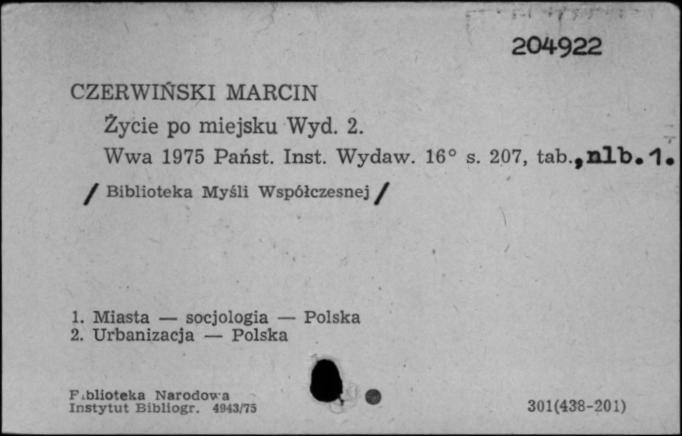 204922
CZERWIŃSKI MARCIN
Życie po miejsku Wyd. 2.
Wwa 1975 Państ. Inst. Wydaw. 16° s. 207, tab., nlb. 1.
/ Biblioteka Myśli Współczesnej /
1. Miasta — socjologia — Polska
2. Urbanizacja — Polska
Biblioteka Narodowa
Instytut Bibliogr. 4943/75
301(438-201)